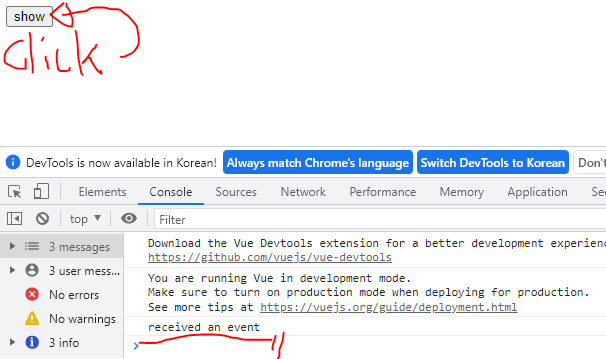 show
click
DevTools is now available in Korean! Always match Chrome's language Switch DevTools to Korean Don't
Elements Console Sources Network Performance Memory Application Se
top Filter
3 messages
3 user mess...
No errors
No warnings
3 info
Download the Vue Devtools extension for a better development experienc
https://github.com/vuejs/vue-devtools
You are running Vue in development mode.
Make sure to turn on production mode when deploying for production.
See more tips at https://vuejs.org/guide/deployment.html
received an event